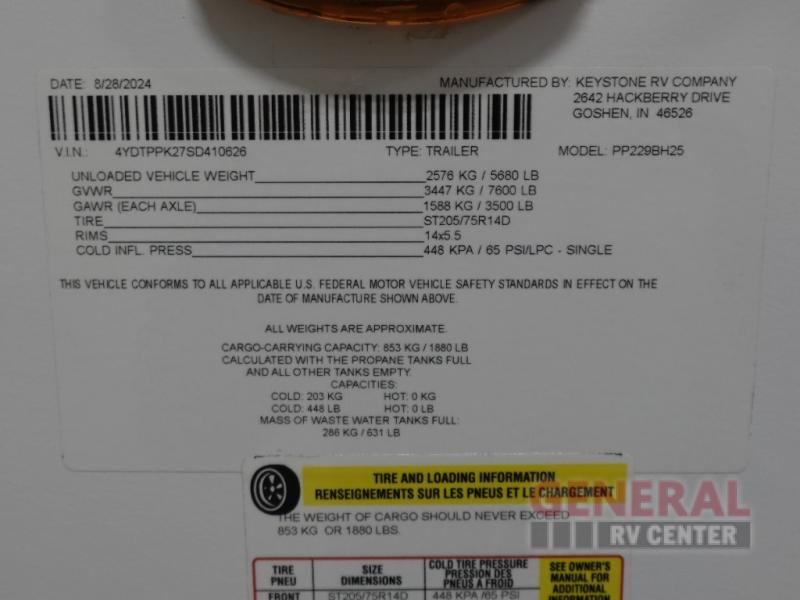 DATE: 8/28/2024 MANUFACTURED BY: KEYSTONE RV COMPANY
2642 HACKBERRY DRIVE
GOSHEN, IN 46526
V.I.N.: 4YDTPPK27SD410626 TYPE: TRAILER MODEL: PP229BH25
UNLOADED VEHICLE WEIGHT 2576 KG / 5680 LB
GVWR 3447 KG / 7600 LB
GAWR (EACH AXLE) 1588 KG / 3500 LB
TIRE ST205/75R14D
RIMS 14x5.5
COLD INFL. PRESS 448 KPA / 65 PSI/LPC - SINGLE
THIS VEHICLE CONFORMS TO ALL APPLICABLE U.S. FEDERAL MOTOR VEHICLE SAFETY STANDARDS IN EFFECT ON THE
DATE OF MANUFACTURE SHOWN ABOVE.
ALL WEIGHTS ARE APPROXIMATE.
CARGO-CARRYING CAPACITY: 853 KG / 1880 LB
CALCULATED WITH THE PROPANE TANKS FULL
AND ALL OTHER TANKS EMPTY.
CAPACITIES:
COLD: 203 KG HOT: 0 KG
COLD: 448 LB HOT: 0 LB
MASS OF WASTE WATER TANKS FULL:
286 KG / 631 LB
TIRE AND LOADING INFORMATION
RENSEIGNEMENTS SUR LES PNEUS ET LE CHARGEMENT
THE WEIGHT OF CARGO SHOULD NEVER EXCEED
853 KG OR 1880 LBS.
GENERAL
RV CENTER
TIRE
PNEU
SIZE
DIMENSIONS
COLD TIRE PRESSURE
PRESSION DES
PNEUS A FROID
SEE OWNER'S
MANUAL FOR
ADDITIONAL
INFORMATION
FRONT ST205/75R14D 448 KPA /65 PSI